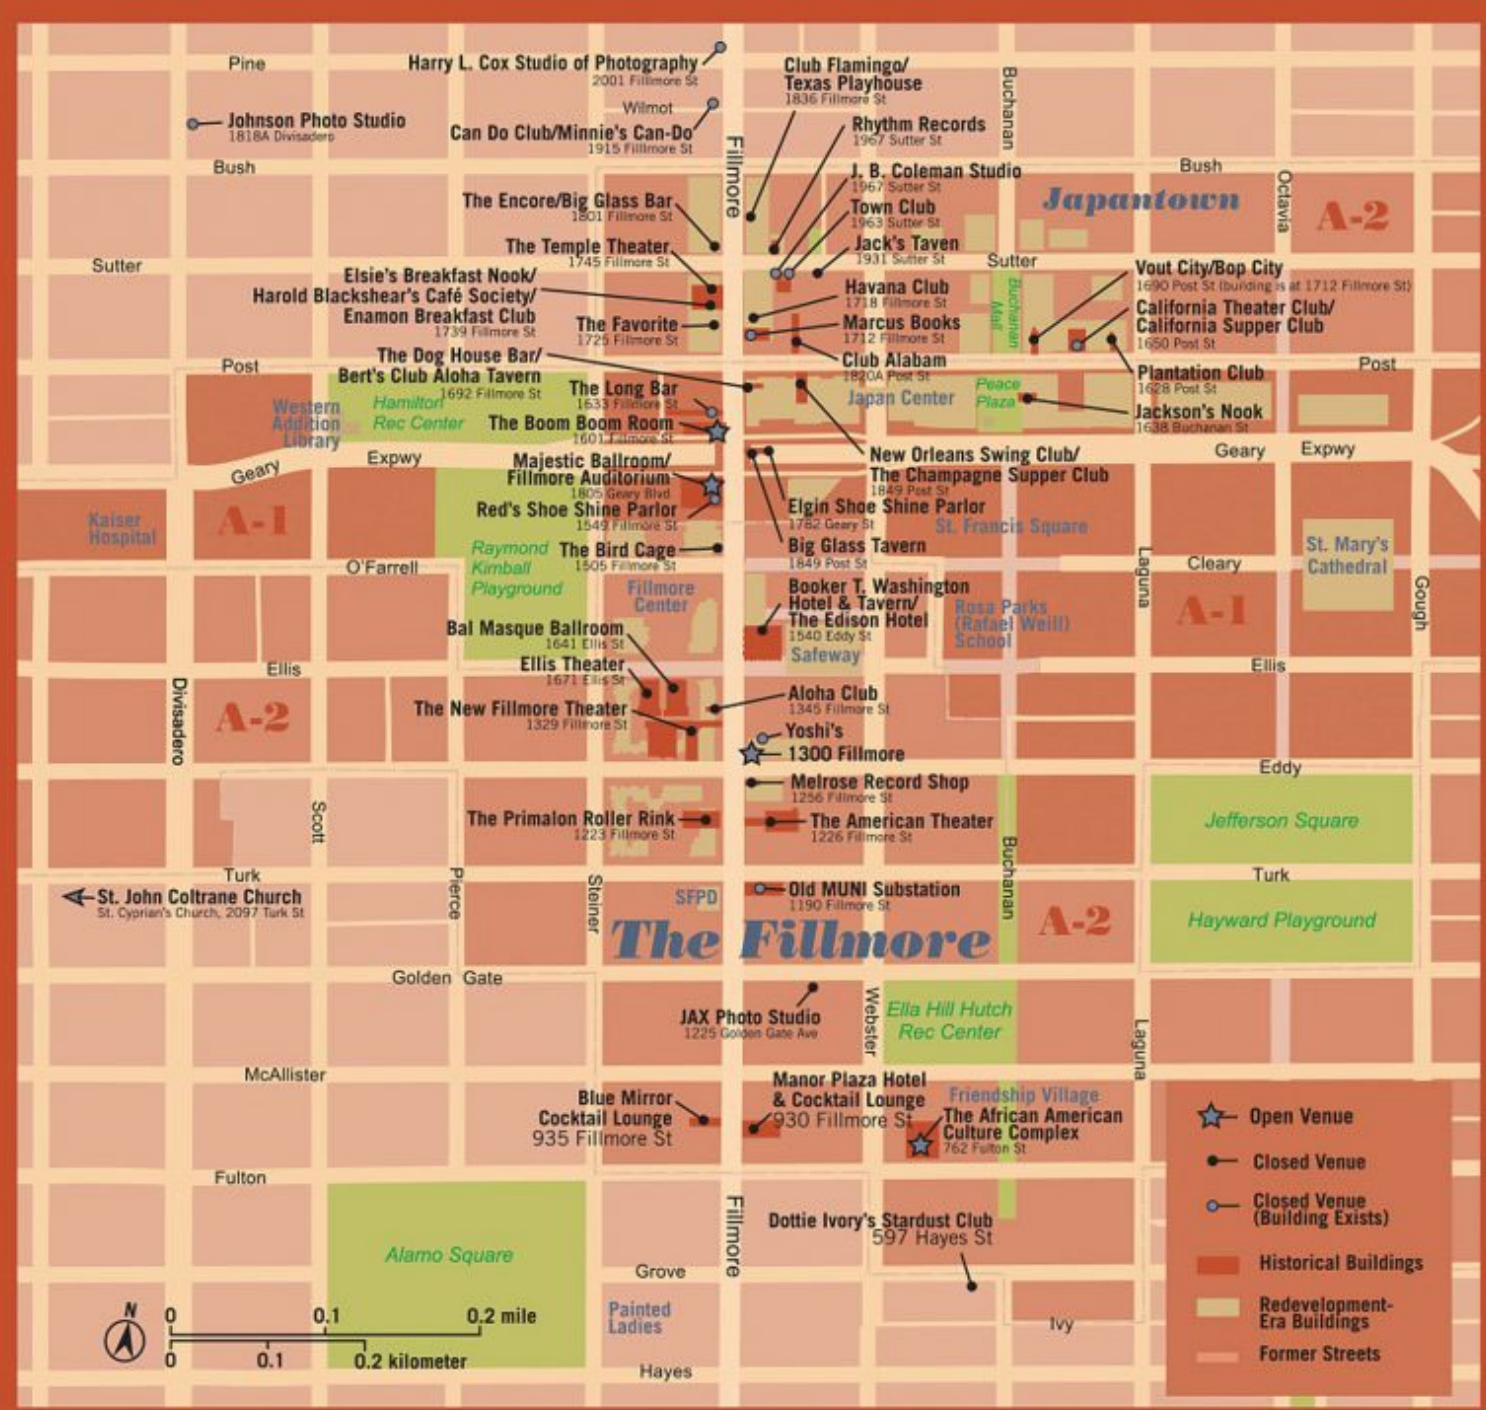 Pine
Harry L. Cox Studio of Photography
2001 Fillmore St
Club Flamingo/
Texas Playhouse
1836 Fillmore St
Buchanan
Johnson Photo Studio
1818A Divisadero
Wilmot
Can Do Club/Minnie's Can-Do
1915 Fillmore St
Fillmore
Rhythm Records
1967 Sutter St
Bush
Bush
J. B. Coleman Studio
1967 Sutter St
Octavia
Japantown
A-2
The Encore/Big Glass Bar
1801 Fillmore St
Town Club
1963 Sutter St
The Temple Theater
1745 Fillmore St
Jack's Taven
1931 Sutter St
Sutter
Sutter
Elsie's Breakfast Nook/
Harold Blackshear's Café Society/
Enamon Breakfast Club
1739 Fillmore St
Havana Club
1718 Fillmore St
Buchanan
Mall
Vout City/Bop City
1690 Post St (building is at 1712 Fillmore St)
California Theater Club/
California Supper Club
1650 Post St
The Favorite
1725 Fillmore St
Marcus Books
1712 Fillmore St
The Dog House Bar/
Bert's Club Aloha Tavern
1692 Fillmore St
Club Alabam
1820A Post St
Post
Post
Plantation Club
1628 Post St
The Long Bar
1633 Fillmore St
Japan Center
Peace
Plaza
Jackson's Nook
1638 Buchanan St
Western
Addition
Library
Hamilton
Rec Center
The Boom Boom Room
1601 Fillmore St
Geary
Expwy
Geary
Expwy
New Orleans Swing Club/
The Champagne Supper Club
1849 Post St
Majestic Ballroom/
Fillmore Auditorium
1805 Geary Blvd
Red's Shoe Shine Parlor
1549 Fillmore St
Elgin Shoe Shine Parlor
1782 Geary St
St. Francis Square
Kaiser
Hospital
A-1
Raymond
Kimball
Playground
The Bird Cage
1505 Fillmore St
Big Glass Tavern
1849 Post St
Laguna
Cleary
St. Mary's
Cathedral
Gough
O'Farrell
Fillmore
Center
Booker T. Washington
Hotel & Tavern/
The Edison Hotel
1540 Eddy St
Safeway
Rosa Parks
(Rafael Weill)
School
A-1
Bal Masque Ballroom
1641 Ellis St
Ellis Theater
1671 Ellis St
Ellis
Ellis
Divisadero
A-2
The New Fillmore Theater
1329 Fillmore St
Aloha Club
1345 Fillmore St
Yoshi's
1300 Fillmore
Eddy
Melrose Record Shop
1256 Fillmore St
Scott
The Primalon Roller Rink
1223 Fillmore St
The American Theater
1226 Fillmore St
Buchanan
Jefferson Square
Turk
Turk
Pierce
Steiner
St. John Coltrane Church
St. Cyprian's Church, 2097 Turk St
SFPD
Old MUNI Substation
1190 Fillmore St
A-2
Hayward Playground
The Fillmore
Golden Gate
JAX Photo Studio
1225 Golden Gate Ave
Webster
Ella Hill Hutch
Rec Center
Laguna
McAllister
Blue Mirror
Cocktail Lounge
935 Fillmore St
Manor Plaza Hotel
& Cocktail Lounge
930 Fillmore St
Friendship Village
The African American
Culture Complex
762 Fulton St
Fulton
Fillmore
Dottie Ivory's Stardust Club
597 Hayes St
Alamo Square
Grove
Painted
Ladies
Ivy
Hayes
N
0
0.1
0.2 mile
0
0.1
0.2 kilometer
Open Venue
Closed Venue
Closed Venue
(Building Exists)
Historical Buildings
Redevelopment-
Era Buildings
Former Streets